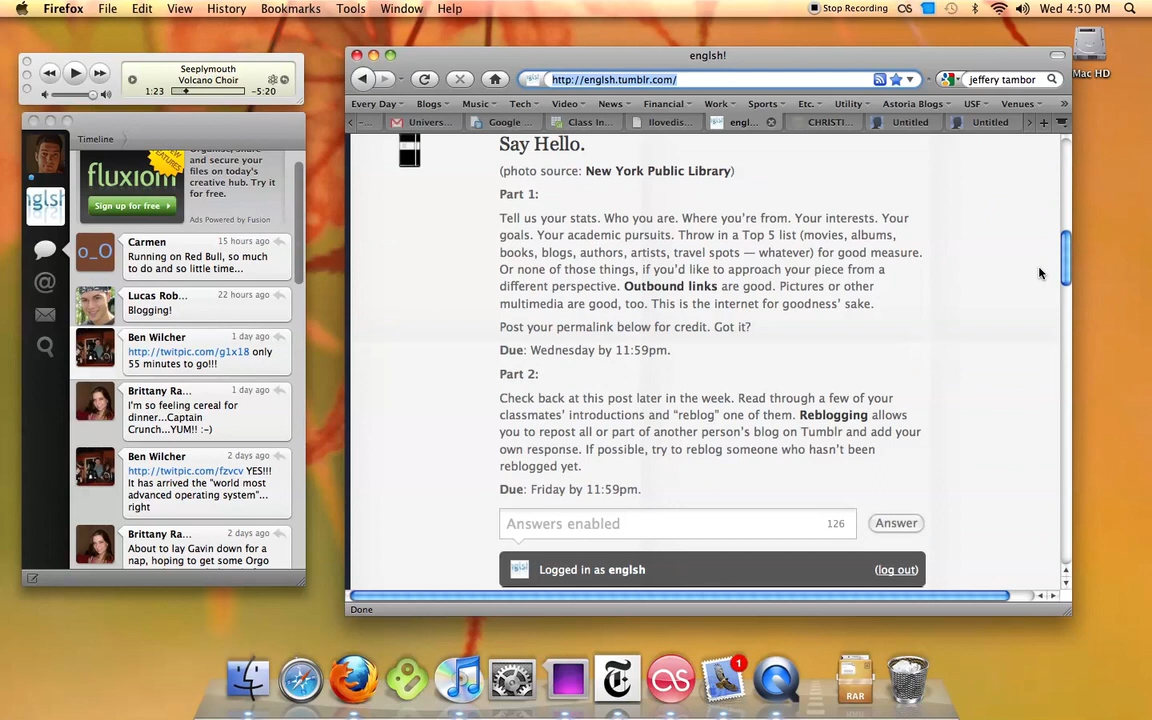 Firefox File Edit View History Bookmarks Tools Window Help
Stop Recording
Wed 4:50 PM
Mac HD
Seeplymouth
Volcano Choir
1:23
-5:20
Timeline
files on today's
creative hub. Try it
for free.
fluxiom
NEW
FEATURES
Sign up for free
Ads Powered by Fusion
o_O
Carmen 15 hours ago
Running on Red Bull, so much
to do and so little time...
Lucas Rob... 22 hours ago
Blogging!
Ben Wilcher 1 day ago
http://twitpic.com/g1x18 only
55 minutes to go!!!
Brittany Ra... 1 day ago
I'm so feeling cereal for
dinner...Captain
Crunch...YUM!! :-)
Ben Wilcher 2 days ago
http://twitpic.com/fzvcv YES!!!
It has arrived the "world most
advanced operating system"...
right
Brittany Ra... 2 days ago
About to lay Gavin down for a
nap, hoping to get some Orgo
englsh!
http://englsh.tumblr.com/
jeffery tambor
Every Day Blogs Music Tech Video News Financial Work Sports Etc. Utility Astoria Blogs USF Venues
Univers... Google ... Class In... Ilovedis... engl... CHRISTI... Untitled Untitled
Say Hello.
(photo source: New York Public Library)
Part 1:
Tell us your stats. Who you are. Where you're from. Your interests. Your
goals. Your academic pursuits. Throw in a Top 5 list (movies, albums,
books, blogs, authors, artists, travel spots — whatever) for good measure.
Or none of those things, if you'd like to approach your piece from a
different perspective. Outbound links are good. Pictures or other
multimedia are good, too. This is the internet for goodness' sake.
Post your permalink below for credit. Got it?
Due: Wednesday by 11:59pm.
Part 2:
Check back at this post later in the week. Read through a few of your
classmates' introductions and "reblog" one of them. Reblogging allows
you to repost all or part of another person's blog on Tumblr and add your
own response. If possible, try to reblog someone who hasn't been
reblogged yet.
Due: Friday by 11:59pm.
Answers enabled 126 Answer
Logged in as englsh (log out)
Done
1
RAR